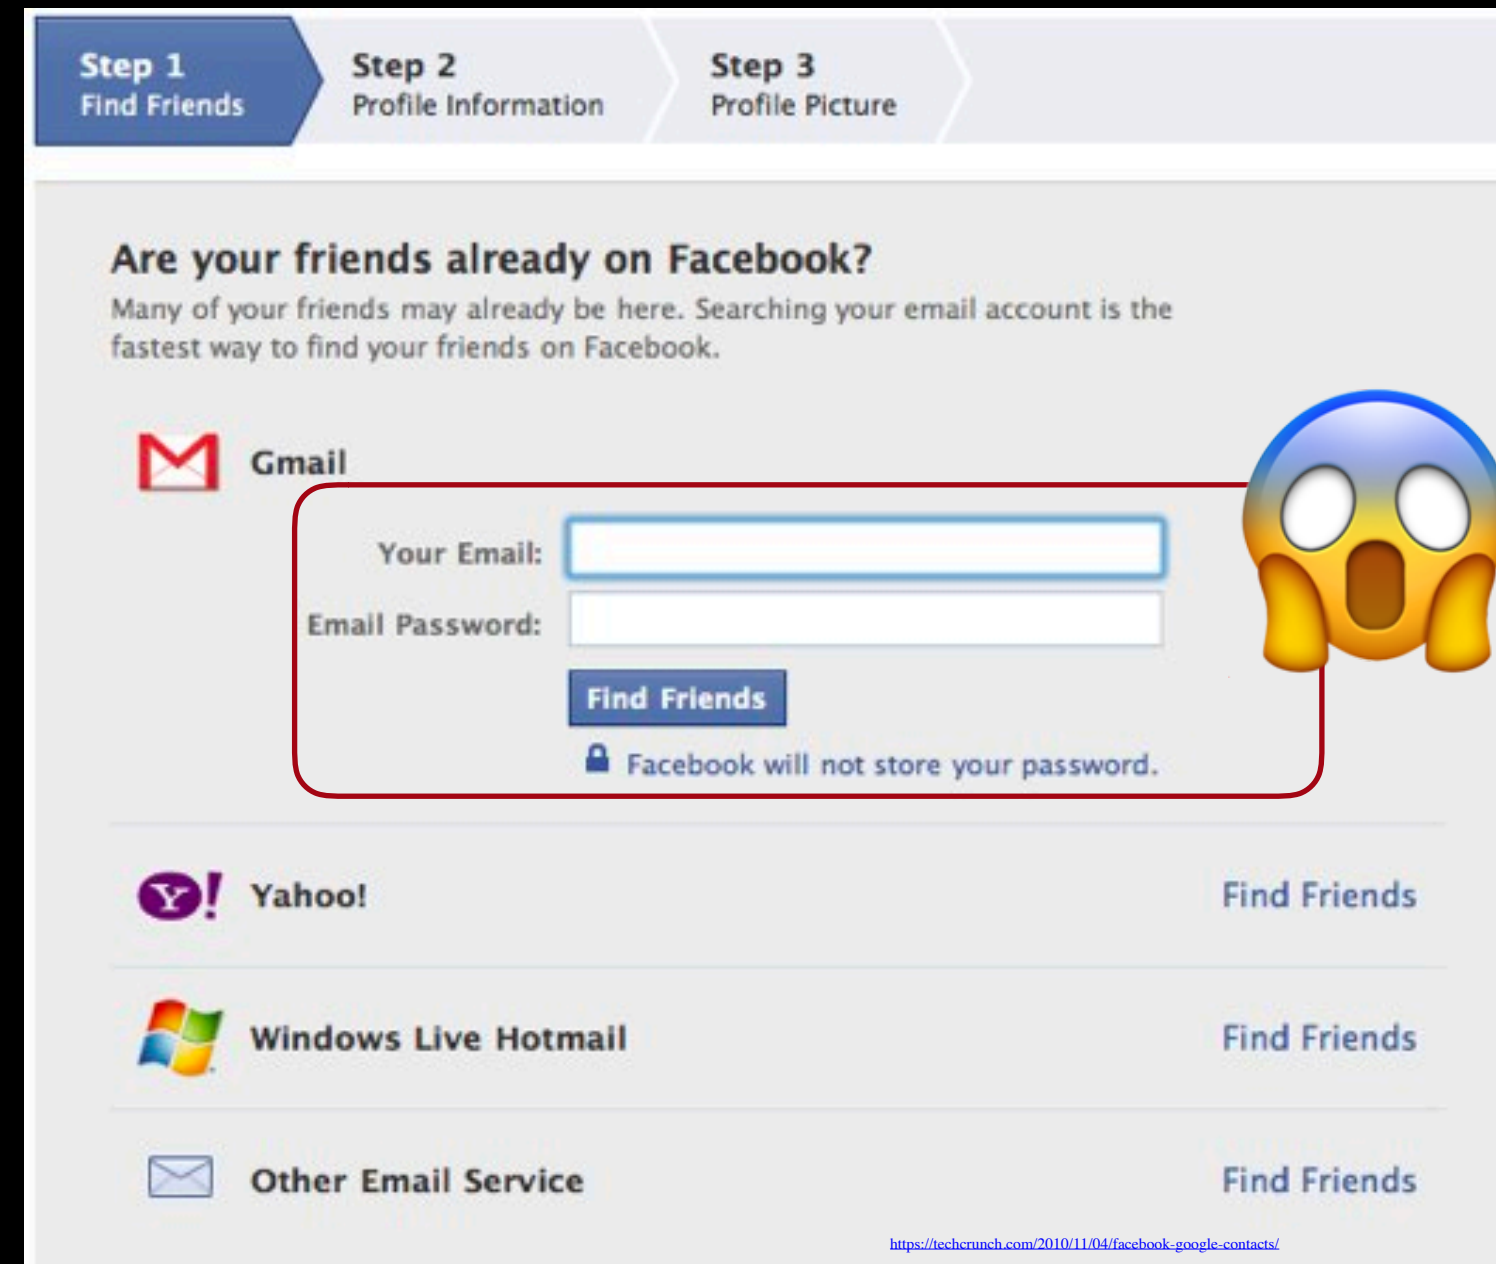 Step 1
Find Friends
Step 2
Profile Information
Step 3
Profile Picture
Are your friends already on Facebook?
Many of your friends may already be here. Searching your email account is the
fastest way to find your friends on Facebook.
Gmail
Your Email:
Email Password:
Find Friends
Facebook will not store your password.
Y! Yahoo!
Find Friends
Windows Live Hotmail
Find Friends
Other Email Service
Find Friends
https://techcrunch.com/2010/11/04/facebook-google-contacts/